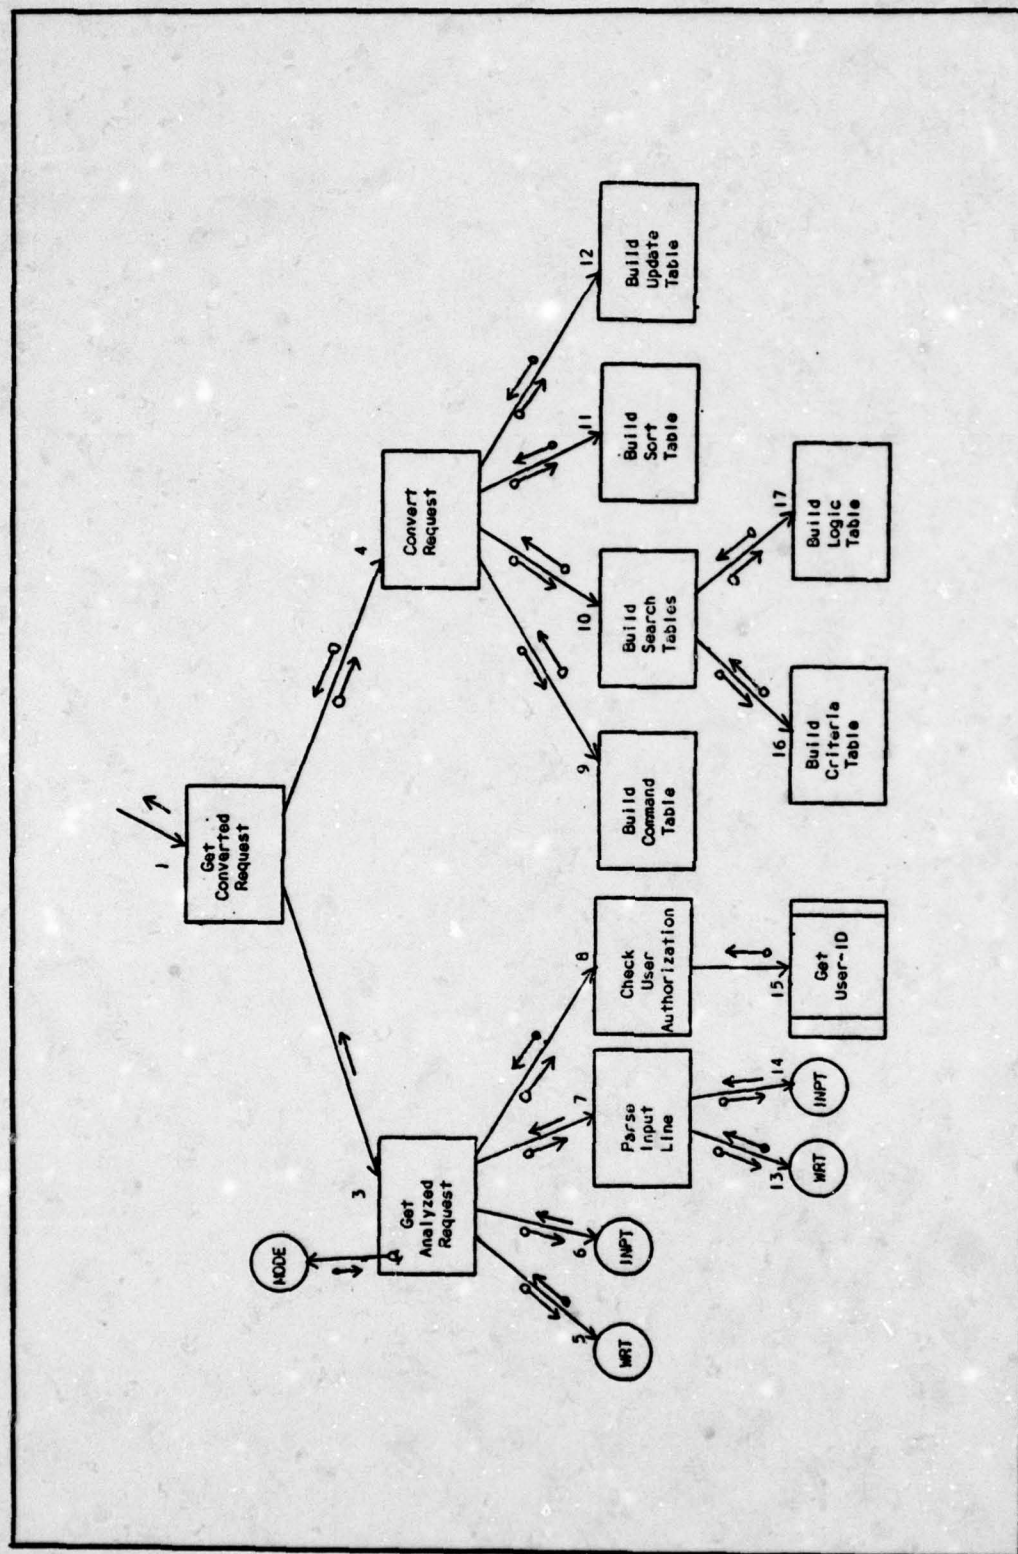 1
Get
Converted
Request
MODE
3
Get
Analyzed
Request
4
Convert
Request
5
WRT
6
INPT
7
Parse
Input
Line
8
Check
User
Authorization
9
Build
Command
Table
10
Build
Search
Tables
11
Build
Sort
Table
12
Build
Update
Table
13
WRT
14
INPT
15
Get
User-ID
16
Build
Criteria
Table
17
Build
Logic
Table